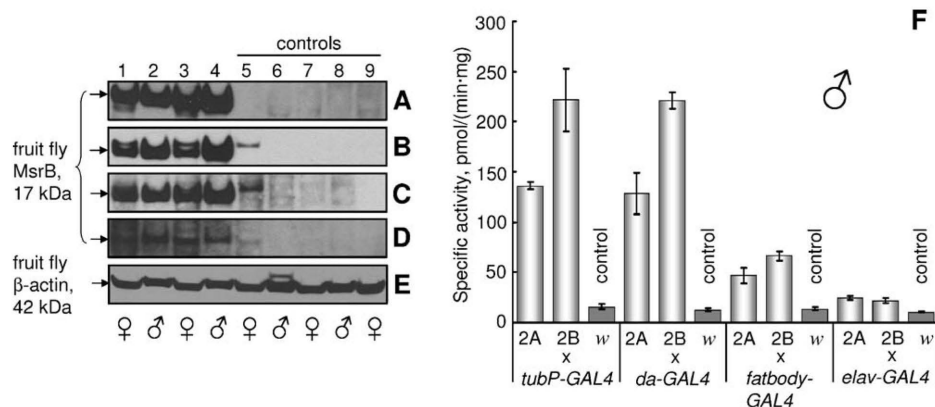 controls
1 2 3 4 5 6 7 8 9
A
fruit fly
MsrB,
17 kDa
B
C
D
fruit fly
β-actin,
42 kDa
E
♀ ♂ ♀ ♂ ♀ ♂ ♀ ♂ ♀
F
♂
Specific activity, pmol/(min·mg)
300
250
200
150
100
50
0
control
control
control
control
2A 2B w 2A 2B w 2A 2B w 2A 2B w
x x x x
tubP-GAL4 da-GAL4 fatbody-GAL4 elav-GAL4